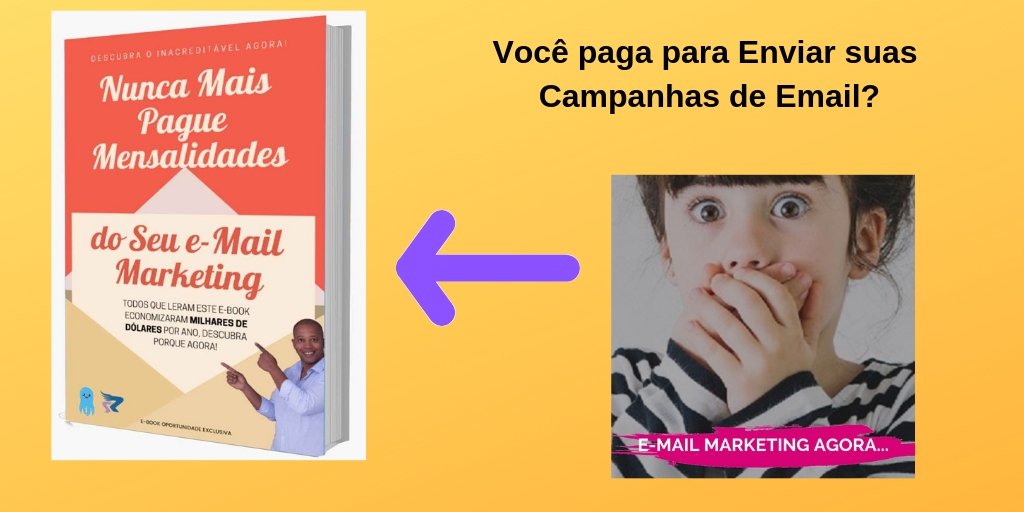 DESCUBRA O INACREDITÁVEL AGORA!
Nunca Mais
Pague
Mensalidades
do Seu e-Mail
Marketing
TODOS QUE LERAM ESTE E-BOOK
ECONOMIZARAM MILHARES DE
DÓLARES POR ANO, DESCUBRA
PORQUE AGORA!
E-BOOK OPORTUNIDADE EXCLUSIVA
Você paga para Enviar suas
Campanhas de Email?
E-MAIL MARKETING AGORA...